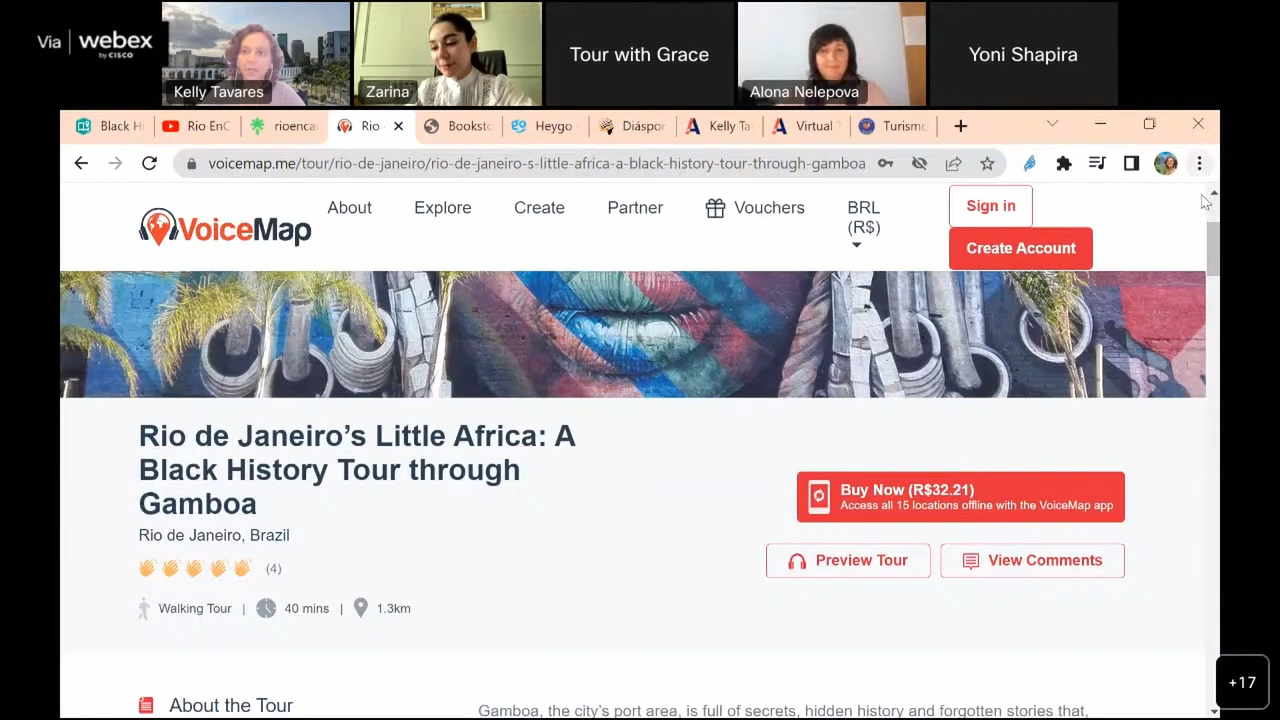 Via webex
by CISCO
Kelly Tavares
Zarina
Tour with Grace
Alona Nelepova
Yoni Shapira
Black Hi
Rio EnC
rioenca
Rio
Bookst
Heygo
Diáspor
Kelly Ta
Virtual
Turism
voicemap.me/tour/rio-de-janeiro/rio-de-janeiro-s-little-africa-a-black-history-tour-through-gamboa
VoiceMap
About
Explore
Create
Partner
Vouchers
BRL
(R$)
Sign in
Create Account
Rio de Janeiro’s Little Africa: A
Black History Tour through
Gamboa
Rio de Janeiro, Brazil
(4)
Walking Tour | 40 mins | 1.3km
Buy Now (R$32.21)
Access all 15 locations offline with the VoiceMap app
Preview Tour
View Comments
About the Tour
Gamboa, the city's port area, is full of secrets, hidden history and forgotten stories that,
+17